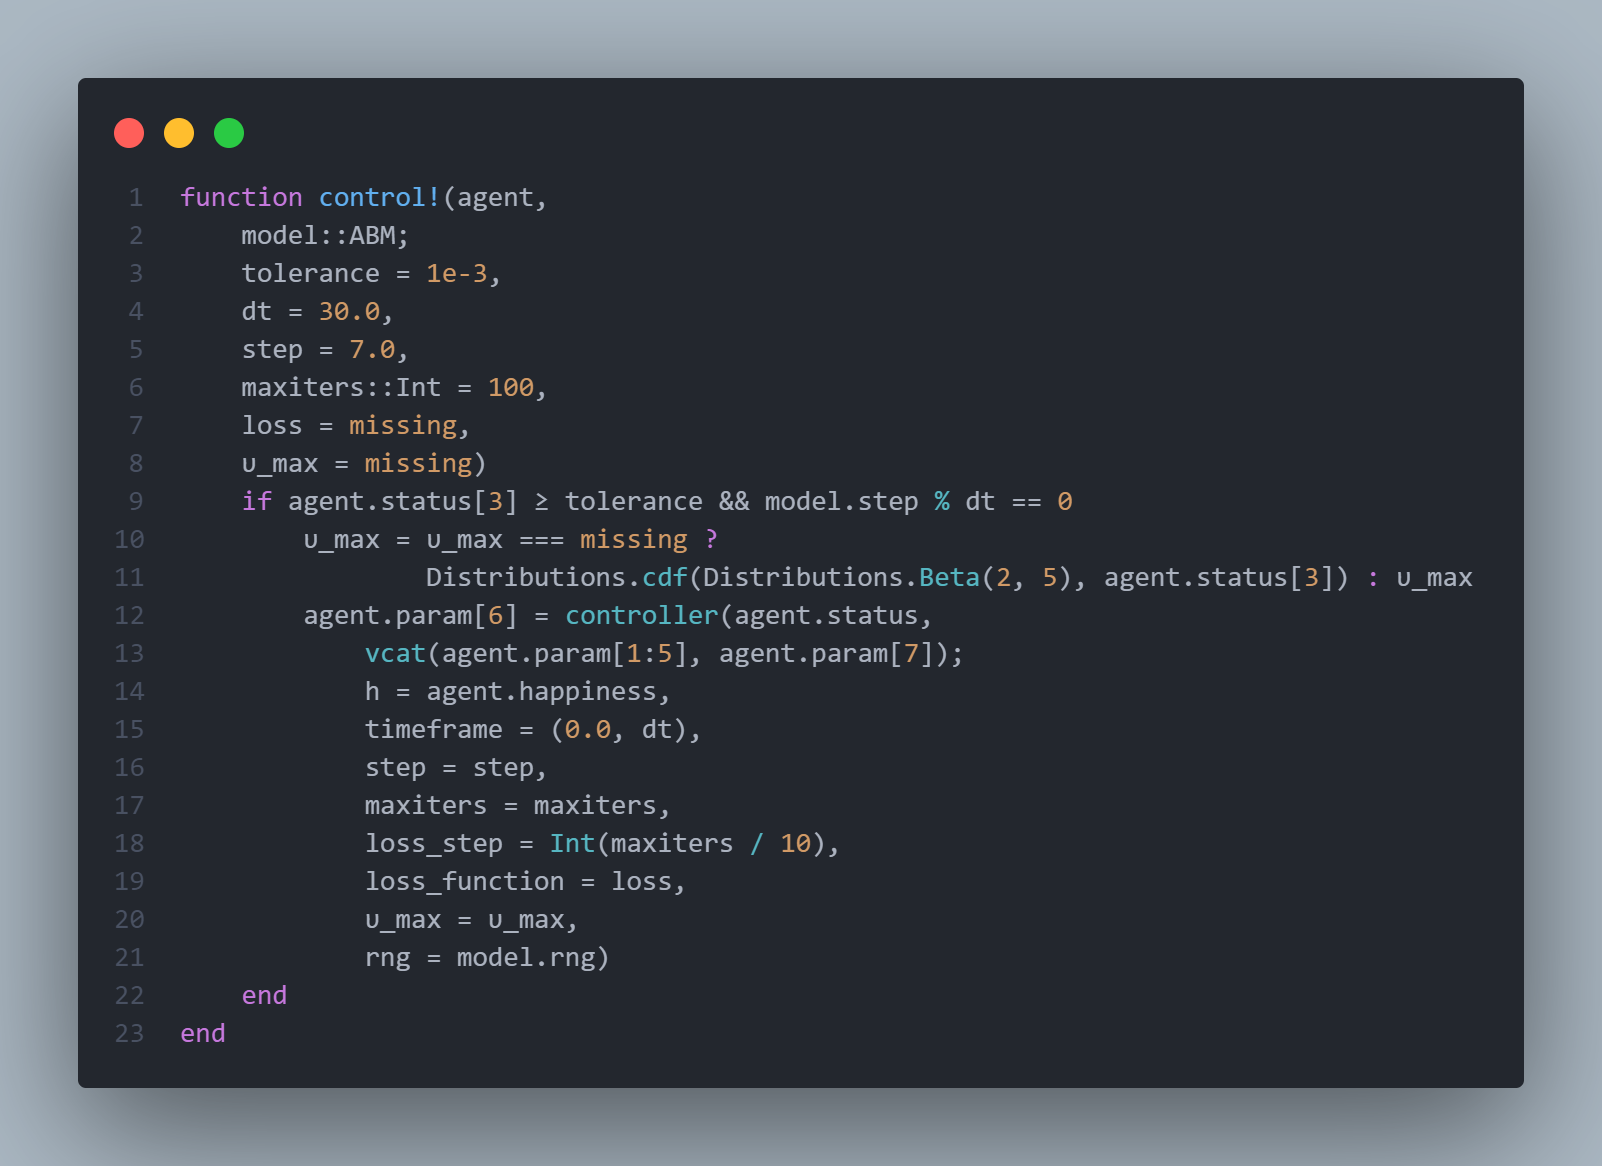 1 function control!(agent,
2     model::ABM;
3     tolerance = 1e-3,
4     dt = 30.0,
5     step = 7.0,
6     maxiters::Int = 100,
7     loss = missing,
8     υ_max = missing)
9     if agent.status[3] ≥ tolerance && model.step % dt == 0
10         υ_max = υ_max === missing ?
11                 Distributions.cdf(Distributions.Beta(2, 5), agent.status[3]) : υ_max
12         agent.param[6] = controller(agent.status,
13             vcat(agent.param[1:5], agent.param[7]);
14             h = agent.happiness,
15             timeframe = (0.0, dt),
16             step = step,
17             maxiters = maxiters,
18             loss_step = Int(maxiters / 10),
19             loss_function = loss,
20             υ_max = υ_max,
21             rng = model.rng)
22     end
23 end